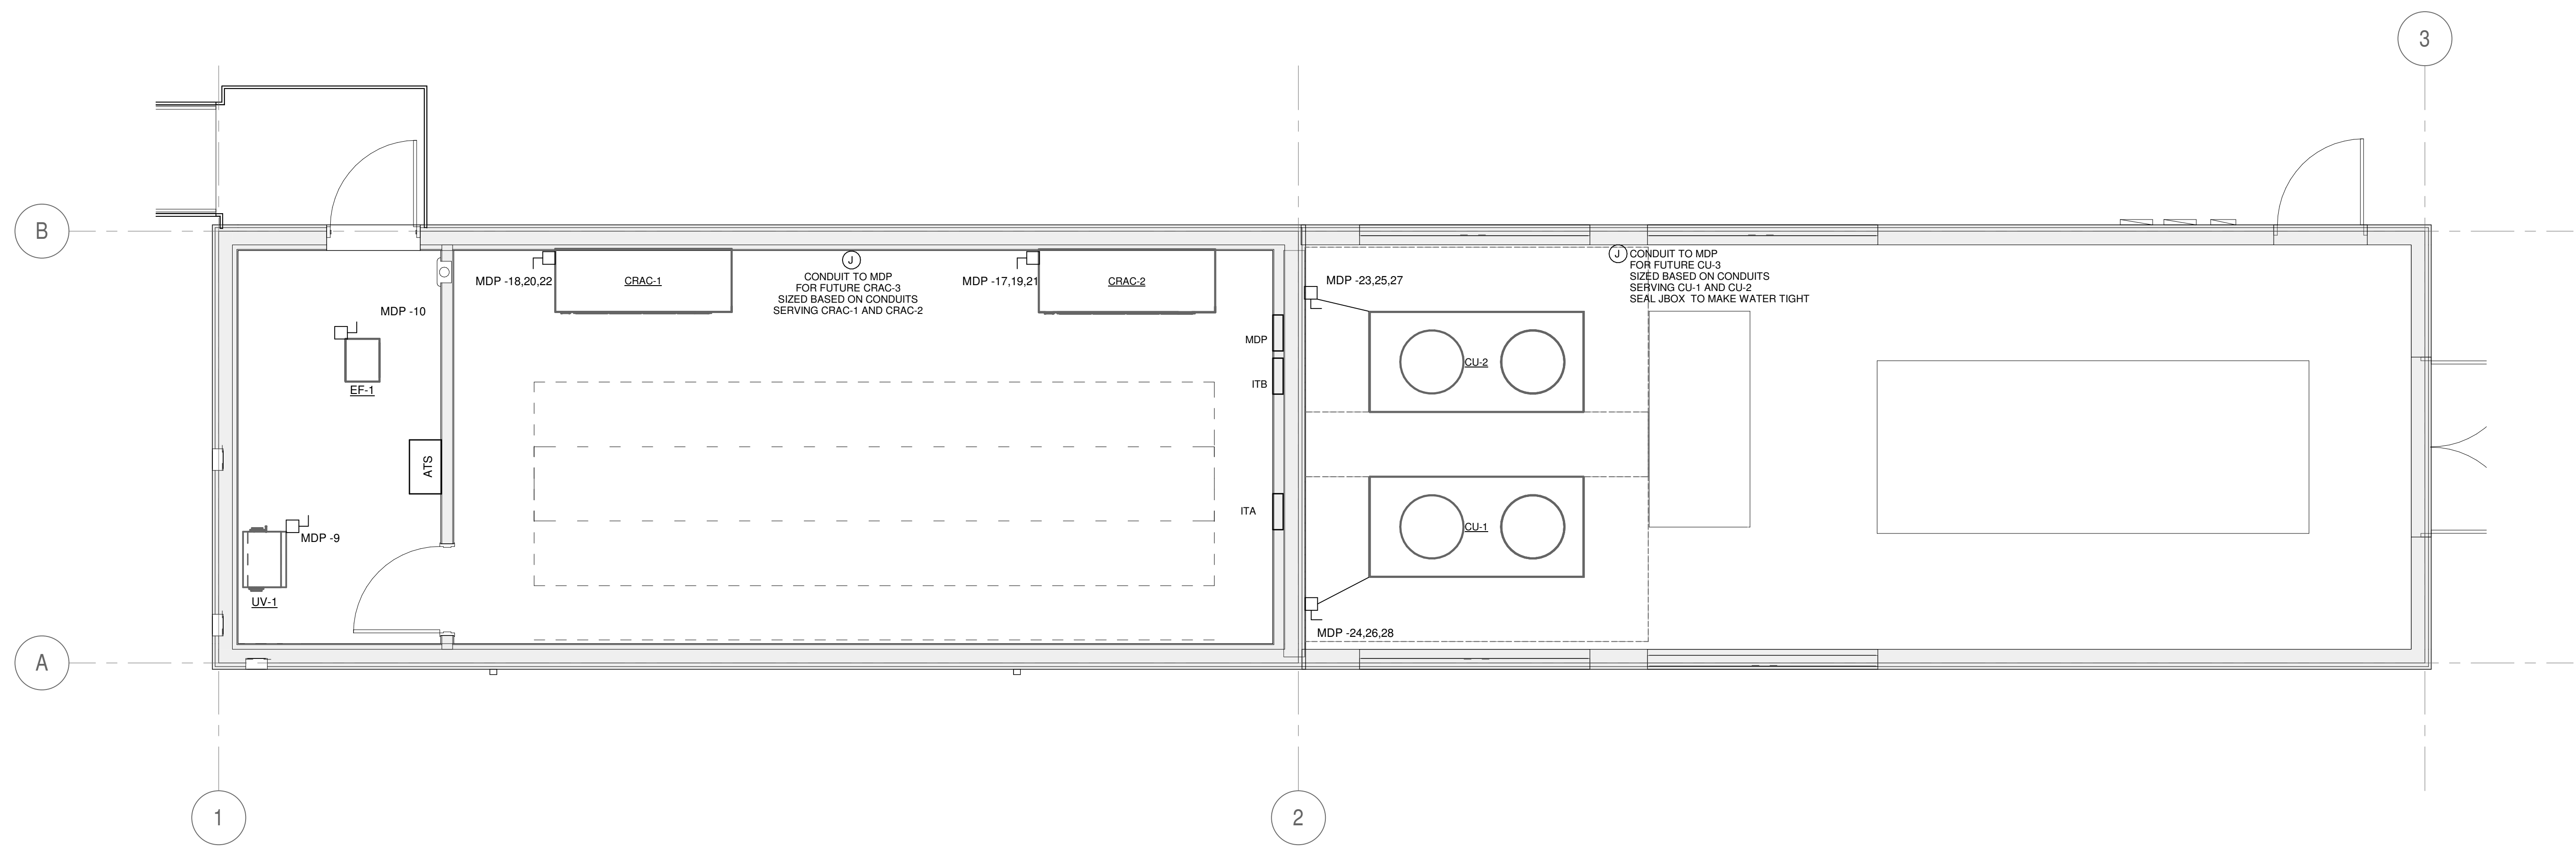 3
B
J
CONDUIT TO MDP
FOR FUTURE CRAC-3
SIZED BASED ON CONDUITS
SERVING CRAC-1 AND CRAC-2
J
CONDUIT TO MDP
FOR FUTURE CU-3
SIZED BASED ON CONDUITS
SERVING CU-1 AND CU-2
SEAL JBOX  TO MAKE WATER TIGHT
MDP -18,20,22
CRAC-1
MDP -17,19,21
CRAC-2
MDP -23,25,27
MDP -10
EF-1
MDP
ITB
CU-2
ATS
ITA
CU-1
MDP -9
UV-1
MDP -24,26,28
A
1
2